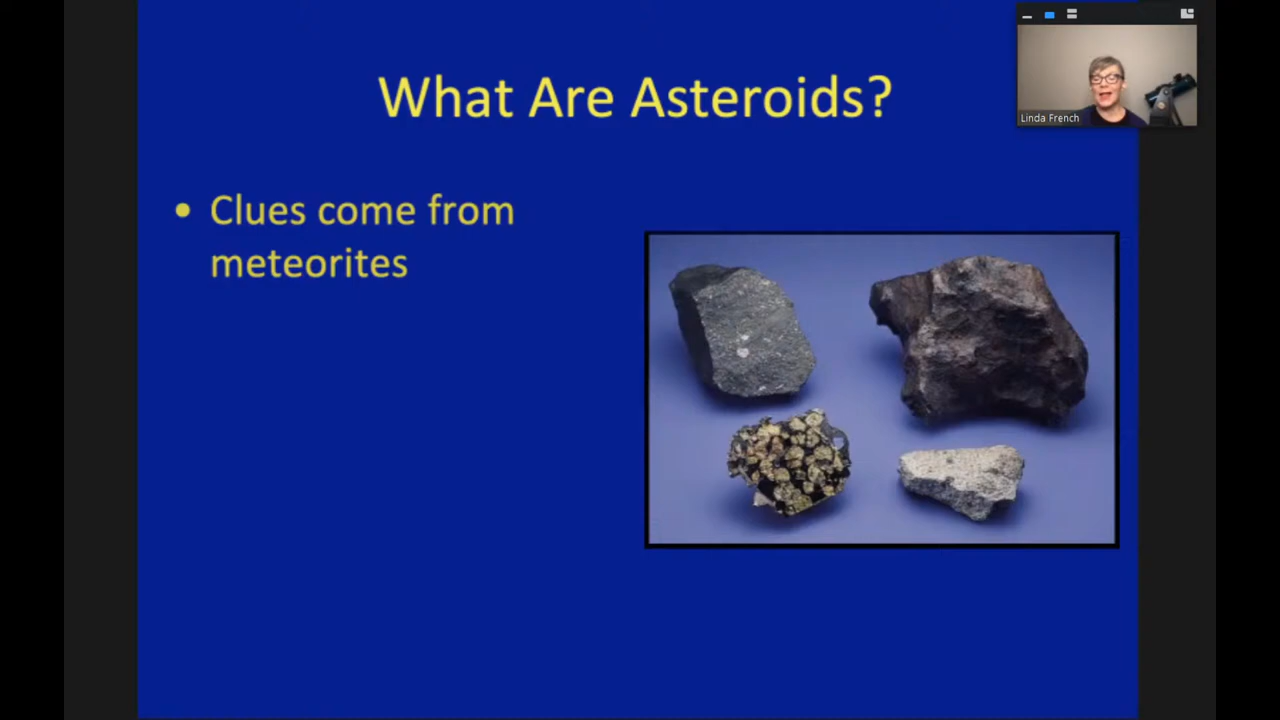 What Are Asteroids?
Linda French
• Clues come from
meteorites